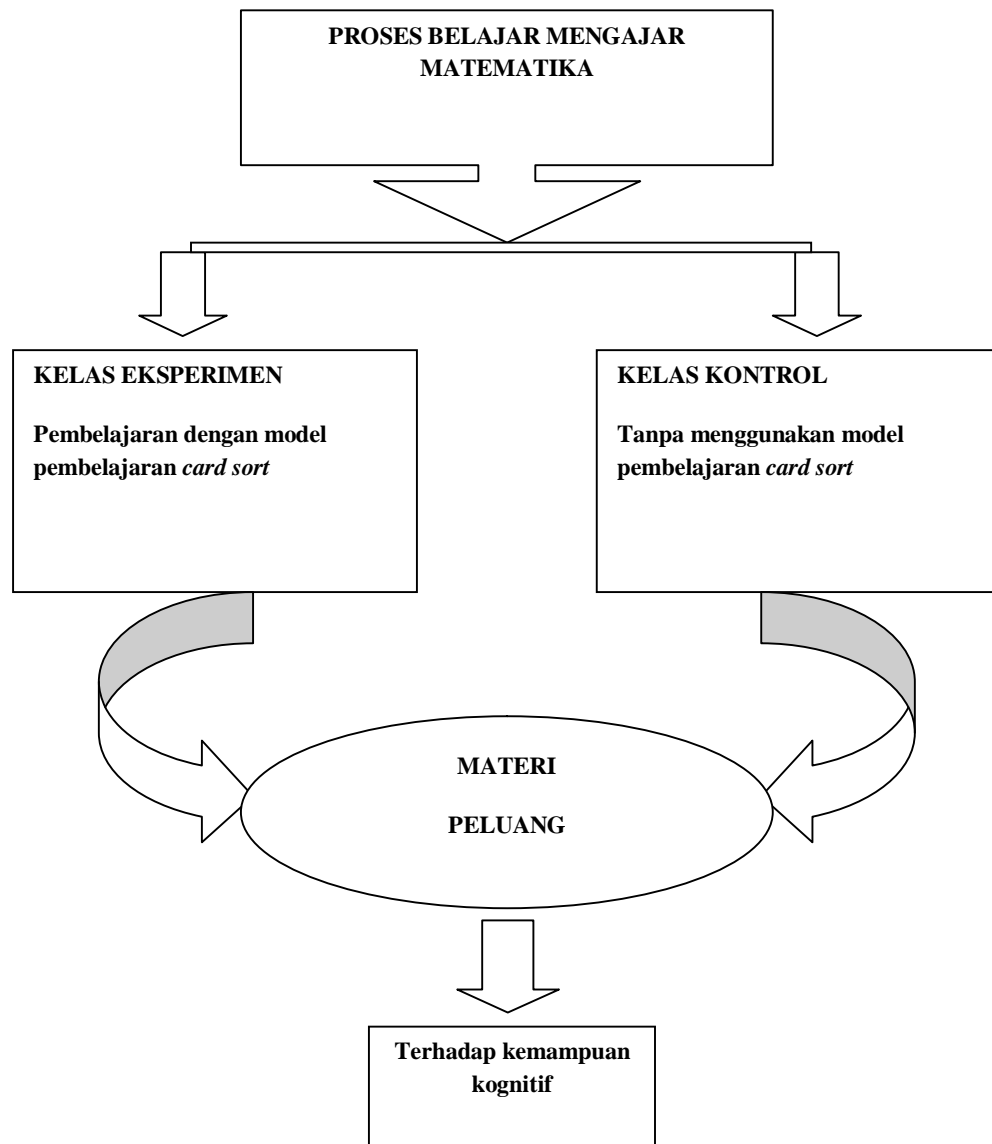 PROSES BELAJAR MENGAJAR
MATEMATIKA
KELAS EKSPERIMEN
Pembelajaran dengan model
pembelajaran card sort
KELAS KONTROL
Tanpa menggunakan model
pembelajaran card sort
MATERI
PELUANG
Terhadap kemampuan
kognitif